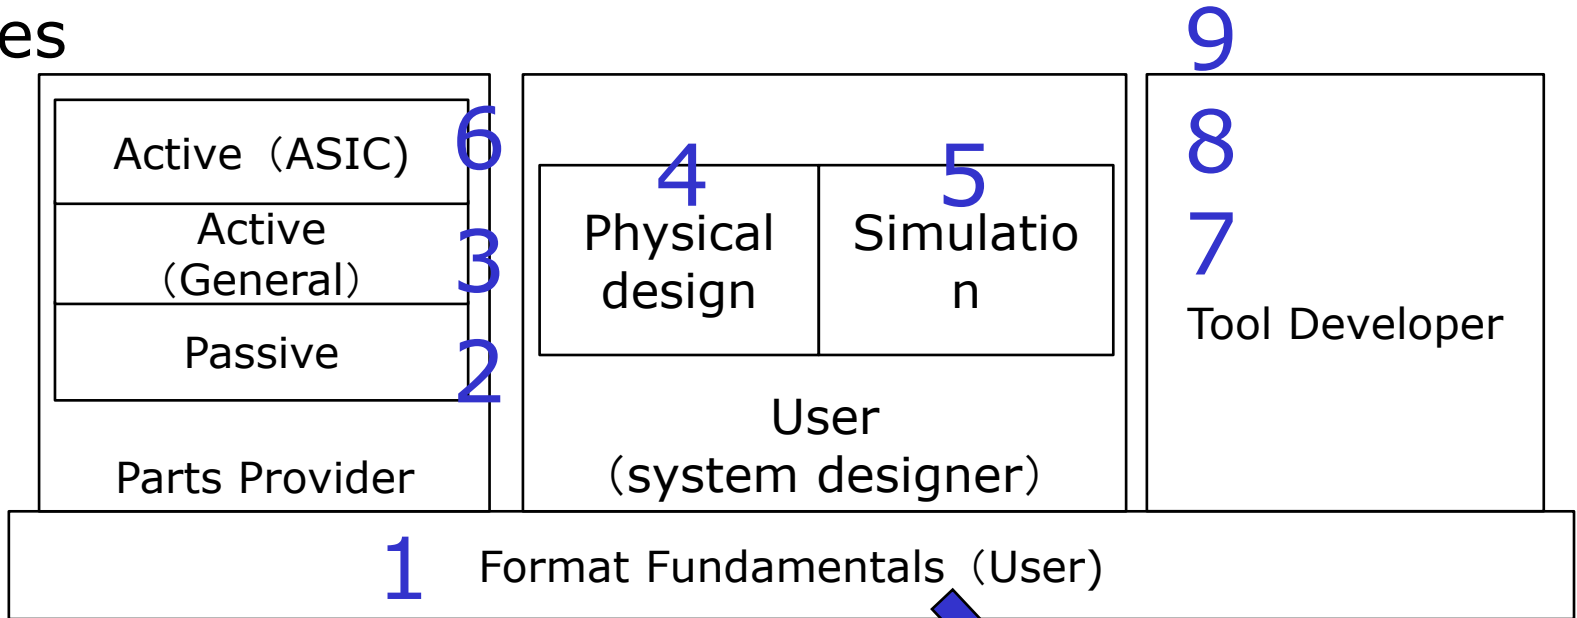 es
9
Active（ASIC) 6
Active
（General） 3
Passive 2
Parts Provider
4
Physical
design
5
Simulatio
n
User
（system designer）
8
7
Tool Developer
1 Format Fundamentals（User)